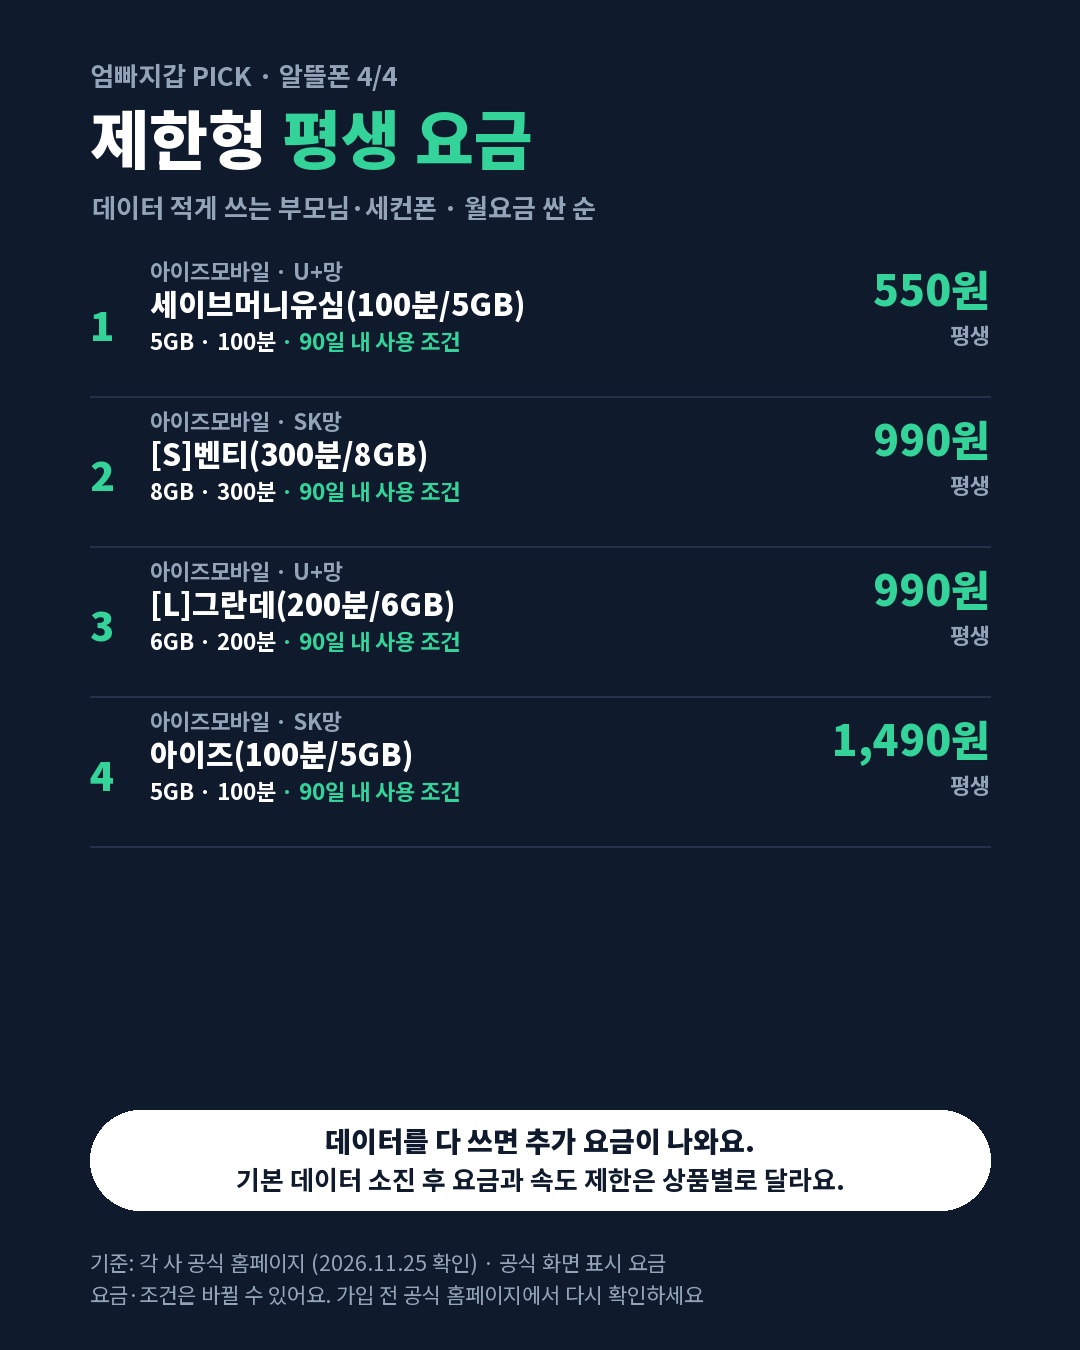 엄빠지갑 PICK · 알뜰폰 4/4
제한형 평생 요금
데이터 적게 쓰는 부모님·세컨폰 · 월요금 싼 순
아이즈모바일 · U+망
1 세이브머니유심(100분/5GB) 550원
5GB · 100분 · 90일 내 사용 조건 평생
아이즈모바일 · SK망
2 [S]벤티(300분/8GB) 990원
8GB · 300분 · 90일 내 사용 조건 평생
아이즈모바일 · U+망
3 [L]그란데(200분/6GB) 990원
6GB · 200분 · 90일 내 사용 조건 평생
아이즈모바일 · SK망
4 아이즈(100분/5GB) 1,490원
5GB · 100분 · 90일 내 사용 조건 평생
데이터를 다 쓰면 추가 요금이 나와요.
기본 데이터 소진 후 요금과 속도 제한은 상품별로 달라요.
기준: 각 사 공식 홈페이지 (2026.11.25 확인) · 공식 화면 표시 요금
요금·조건은 바뀔 수 있어요. 가입 전 공식 홈페이지에서 다시 확인하세요